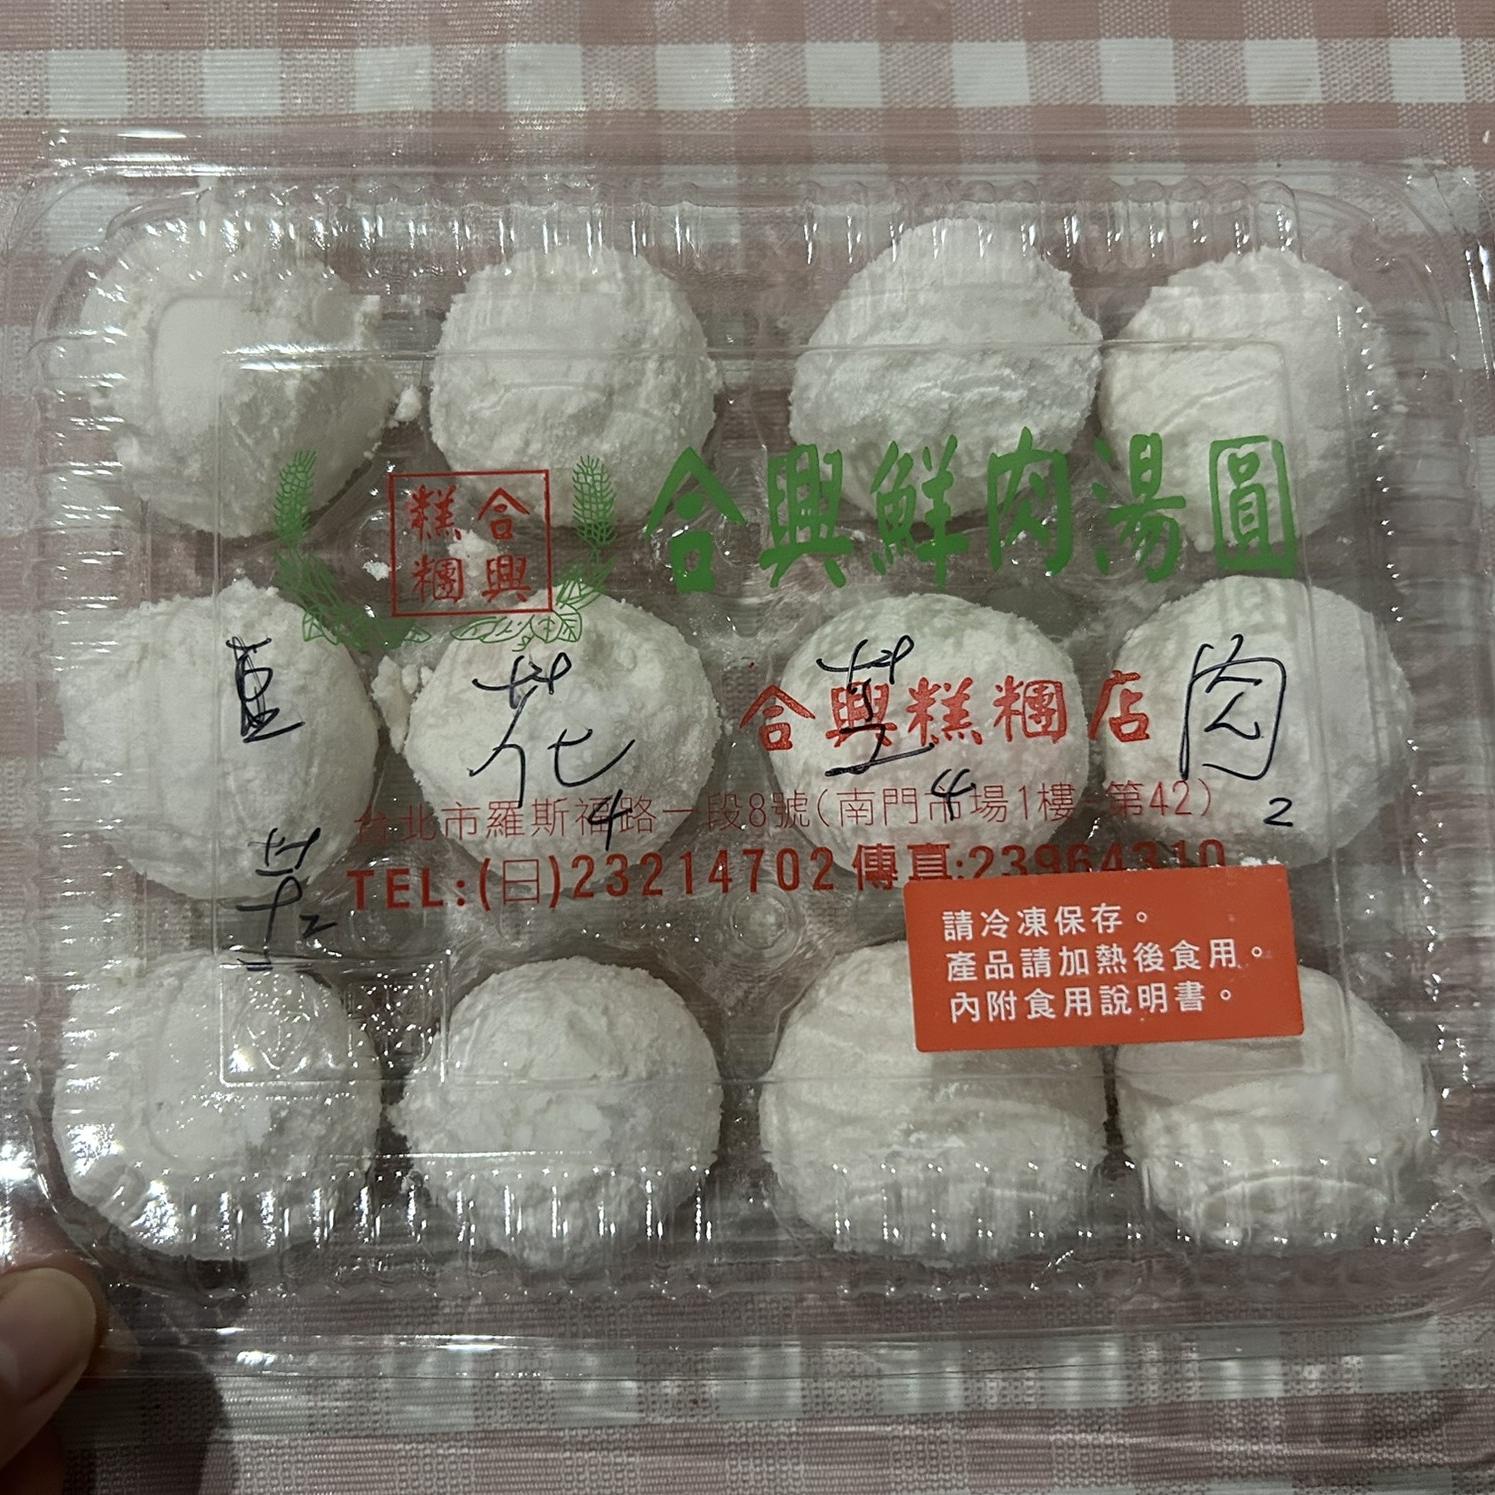 合興鮮肉湯圓
合興
糕糰
豆
花
4
芝
4
肉
2
合興糕糰店
台北市羅斯福路一段8號(南門市場1樓-第42)
TEL:(日)23214702 傳真:23964310
2
請冷凍保存。
產品請加熱後食用。
內附食用說明書。